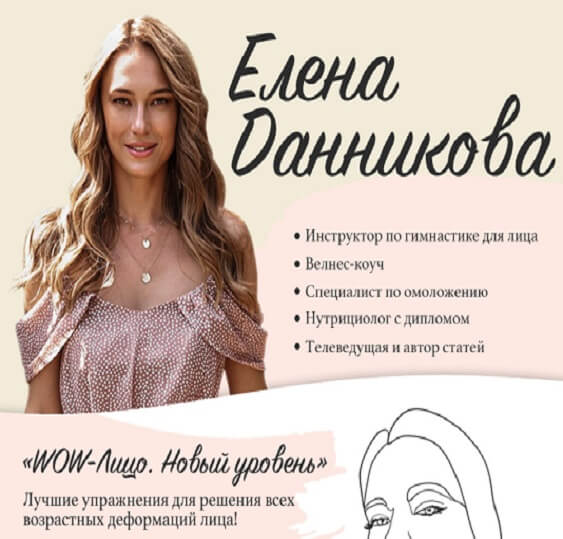 Елена
Данникова
• Инструктор по гимнастике для лица
• Велнес-коуч
• Специалист по омоложению
• Нутрициолог с дипломом
• Телеведущая и автор статей
«WOW-Лицо. Новый уровень»
Лучшие упражнения для решения всех
возрастных деформаций лица!